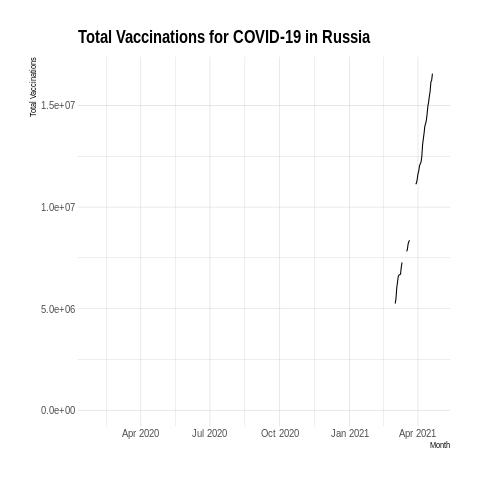 Total Vaccinations for COVID-19 in Russia
Total Vaccinations
1.5e+07
1.0e+07
5.0e+06
0.0e+00
Apr 2020 Jul 2020 Oct 2020 Jan 2021 Apr 2021
Month